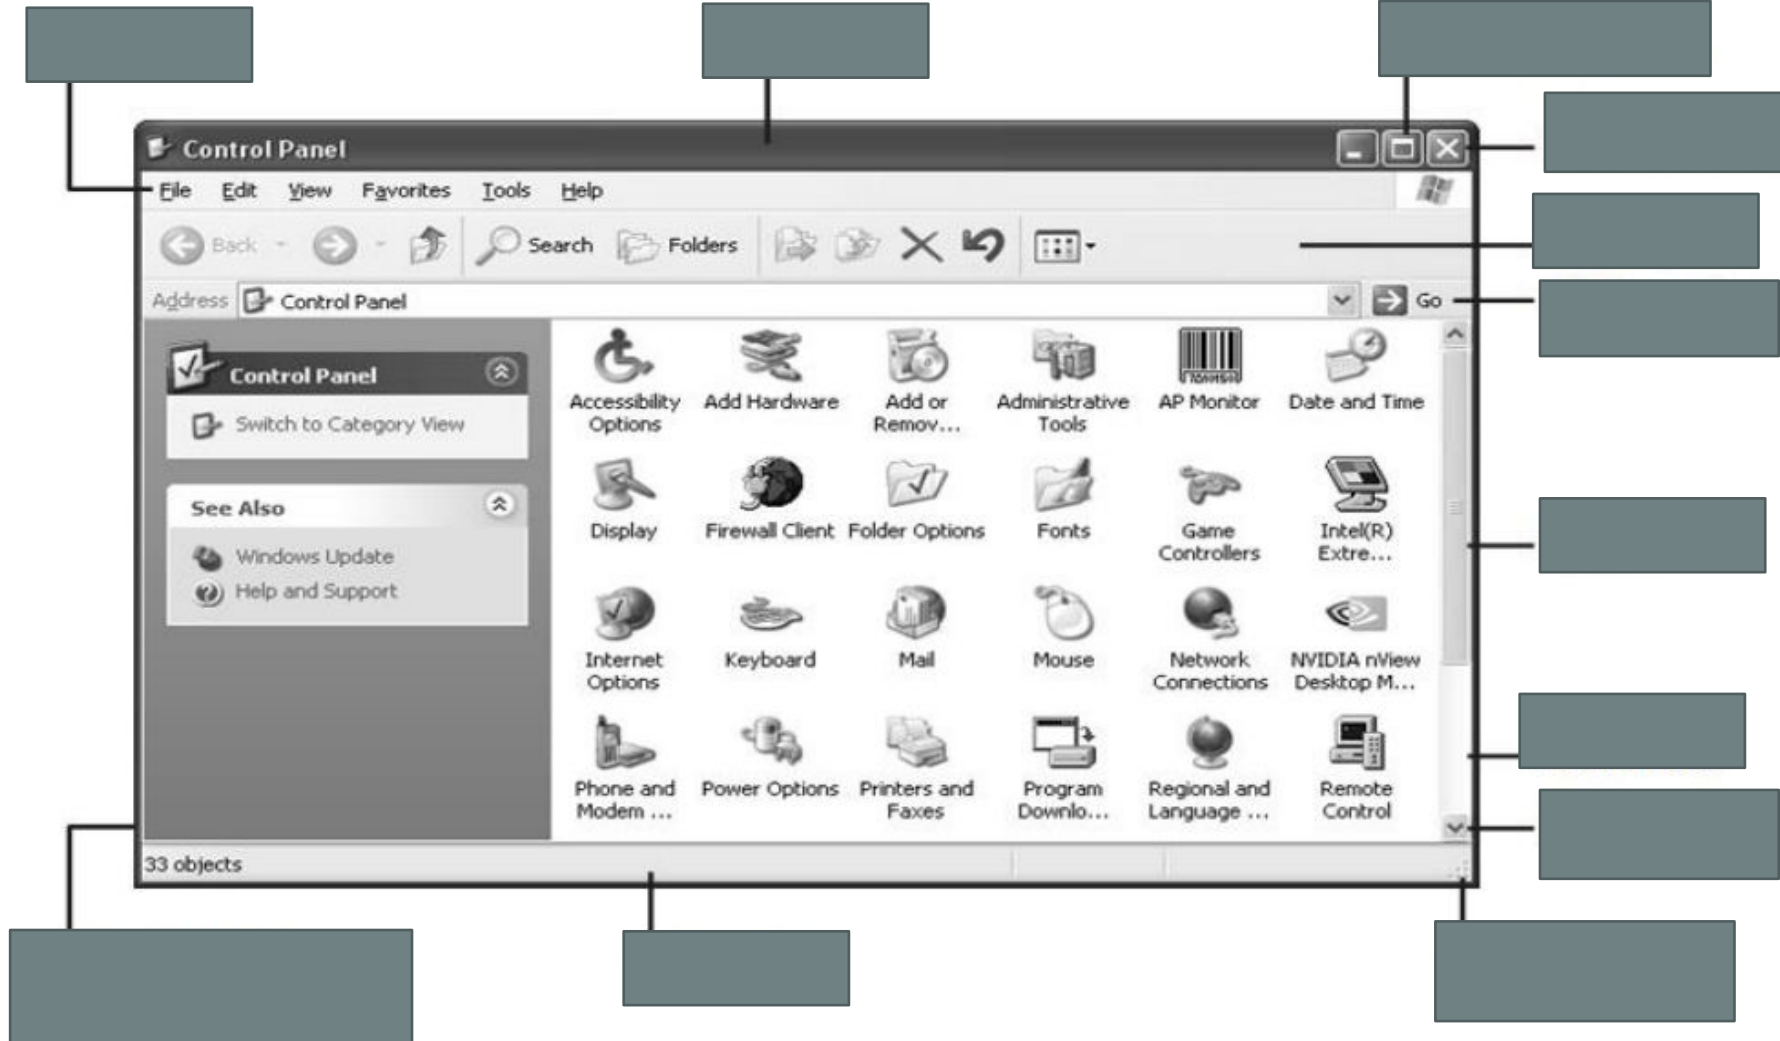 Control Panel
File Edit View Favorites Tools Help
Back Search Folders
Address Control Panel Go
Control Panel
Switch to Category View
See Also
Windows Update
Help and Support
Accessibility Options
Add Hardware
Add or Remov...
Administrative Tools
AP Monitor
Date and Time
Display
Firewall Client
Folder Options
Fonts
Game Controllers
Intel(R) Extre...
Internet Options
Keyboard
Mail
Mouse
Network Connections
NVIDIA nView Desktop M...
Phone and Modem ...
Power Options
Printers and Faxes
Program Downlo...
Regional and Language ...
Remote Control
33 objects